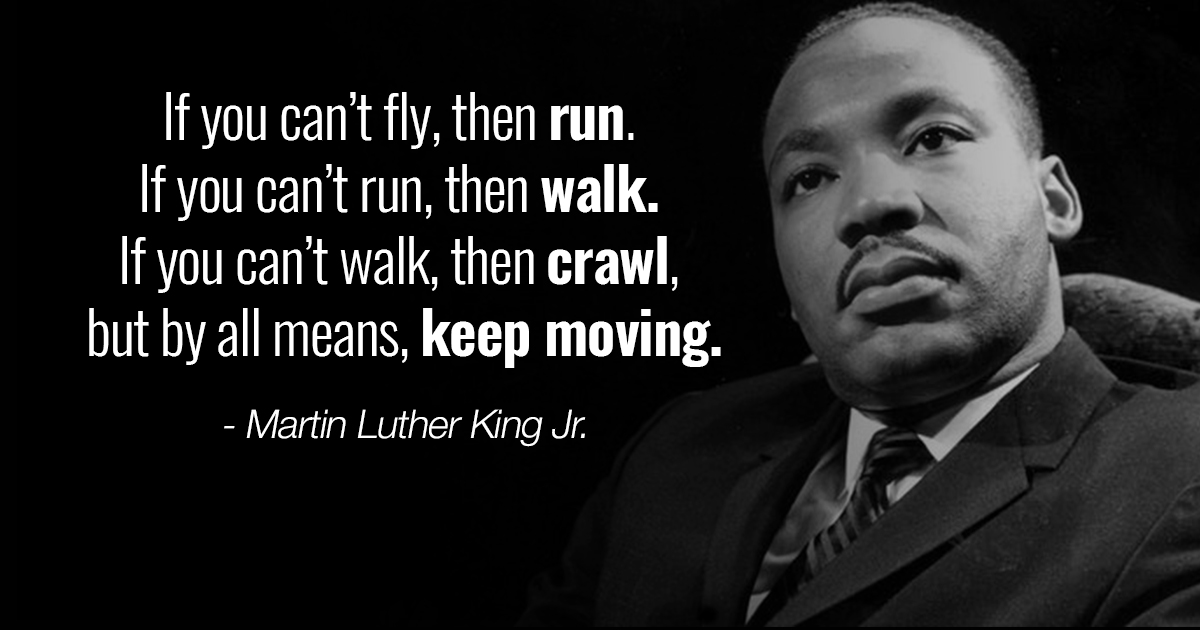 If you can’t fly, then run.
If you can’t run, then walk.
If you can’t walk, then crawl,
but by all means, keep moving.
- Martin Luther King Jr.